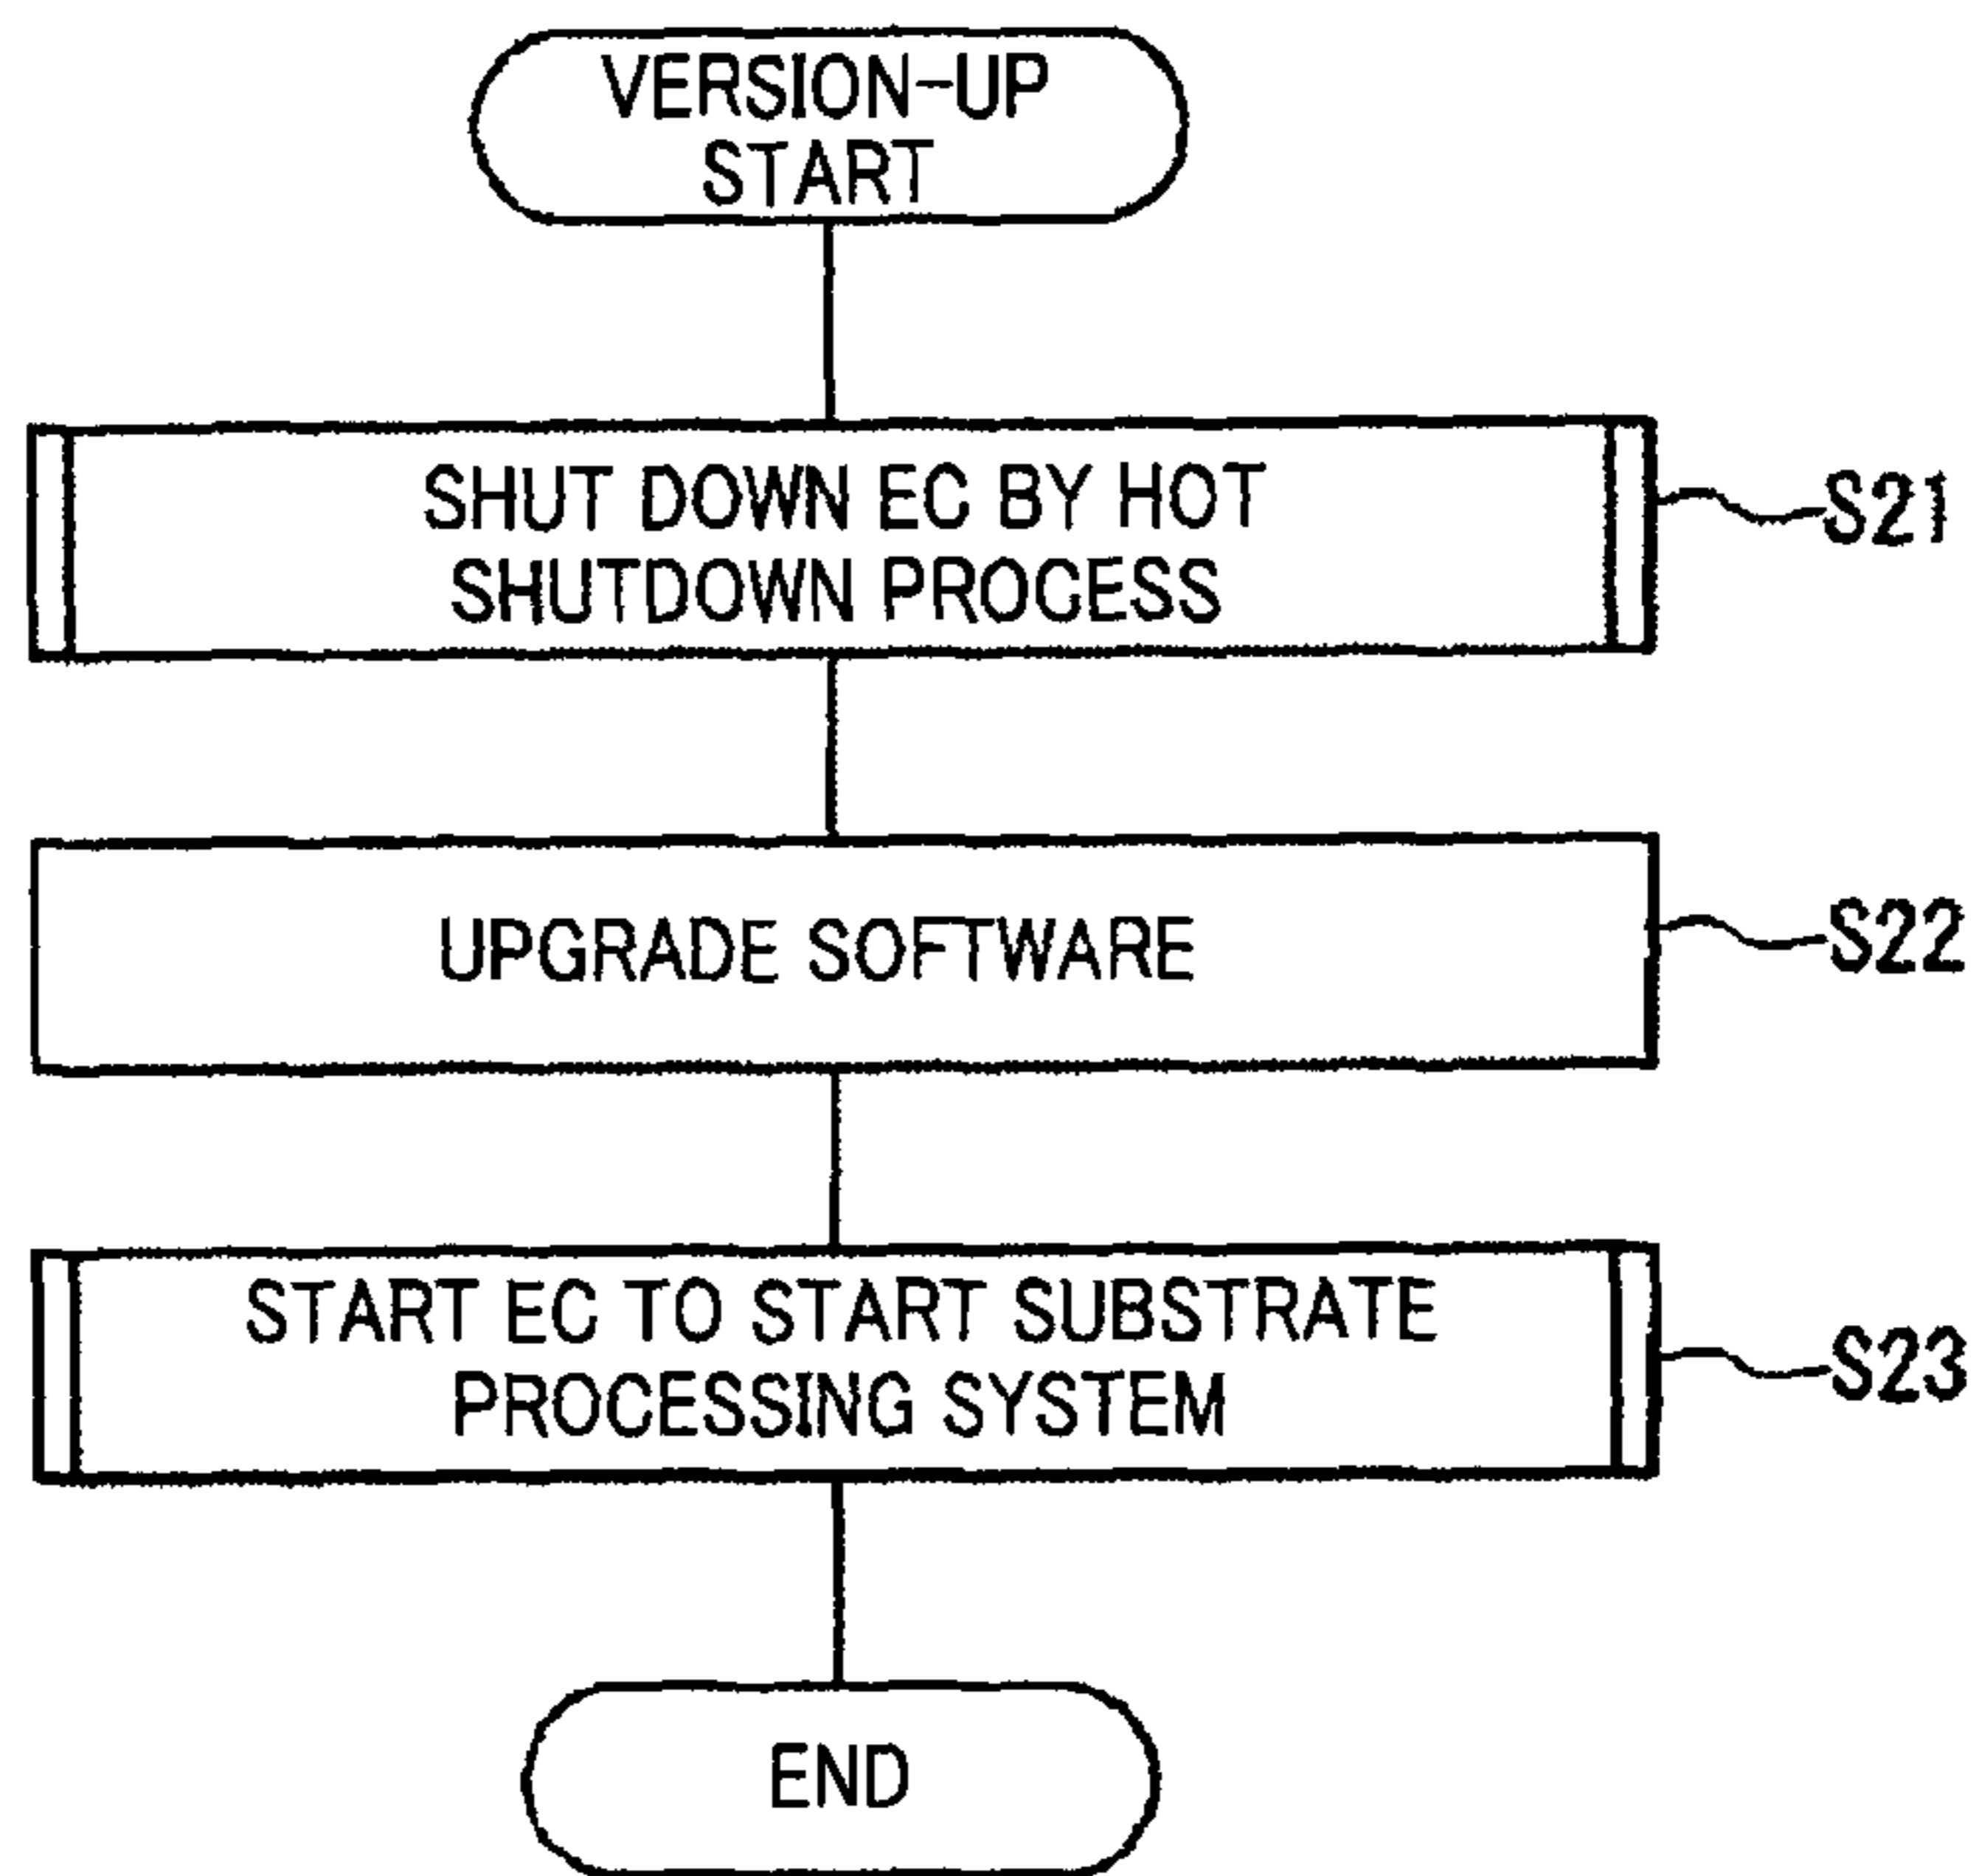 VERSION-UP
START
SHUT DOWN EC BY HOT
SHUTDOWN PROCESS
S21
UPGRADE SOFTWARE
S22
START EC TO START SUBSTRATE
PROCESSING SYSTEM
S23
END